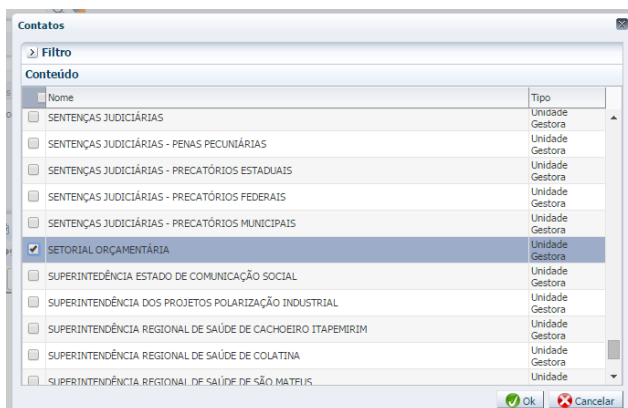 Contatos
Filtro
Conteúdo
Nome Tipo
SENTENÇAS JUDICIÁRIAS Unidade Gestora
SENTENÇAS JUDICIÁRIAS - PENAS PECUNIÁRIAS Unidade Gestora
SENTENÇAS JUDICIÁRIAS - PRECATÓRIOS ESTADUAIS Unidade Gestora
SENTENÇAS JUDICIÁRIAS - PRECATÓRIOS FEDERAIS Unidade Gestora
SENTENÇAS JUDICIÁRIAS - PRECATÓRIOS MUNICIPAIS Unidade Gestora
SETORIAL ORÇAMENTÁRIA Unidade Gestora
SUPERINTEDÊNCIA ESTADO DE COMUNICAÇÃO SOCIAL Unidade Gestora
SUPERINTENDÊNCIA DOS PROJETOS POLARIZAÇÃO INDUSTRIAL Unidade Gestora
SUPERINTENDÊNCIA REGIONAL DE SAÚDE DE CACHOEIRO ITAPEMIRIM Unidade Gestora
SUPERINTENDÊNCIA REGIONAL DE SAÚDE DE COLATINA Unidade Gestora
SUPERINTENDÊNCIA REGIONAL DE SAÚDE DE SÃO MATEUS Unidade
Ok Cancelar